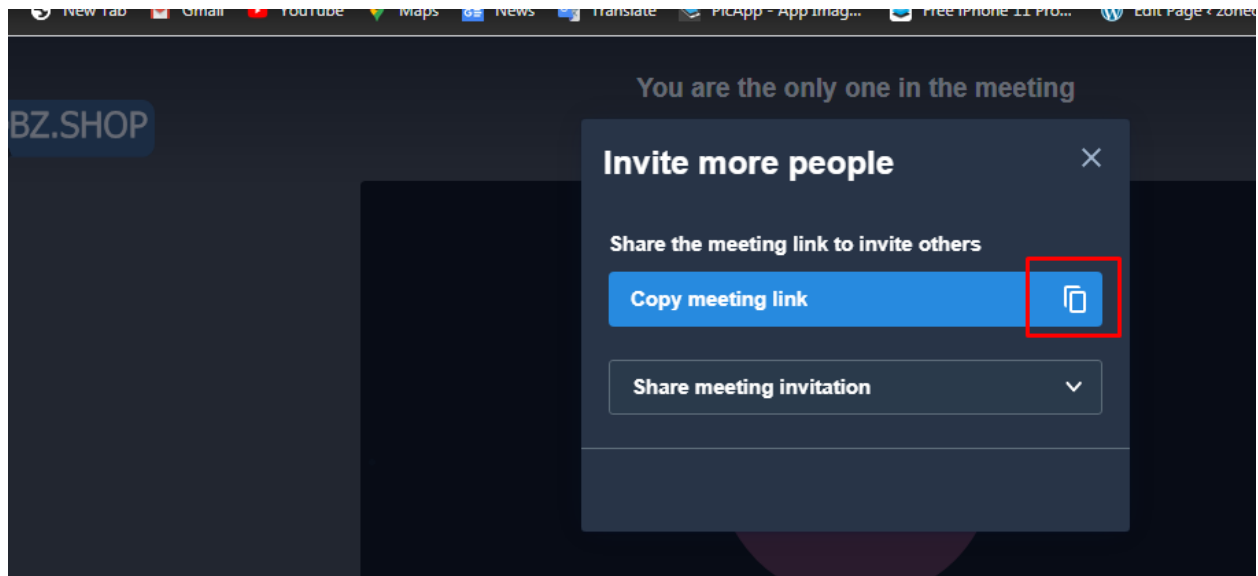 New Tab Gmail YouTube Maps News Translate PicApp - App Imag... Free iPhone 11 Pro... Edit Page ‹ zoned
You are the only one in the meeting
BZ.SHOP
Invite more people
Share the meeting link to invite others
Copy meeting link
Share meeting invitation